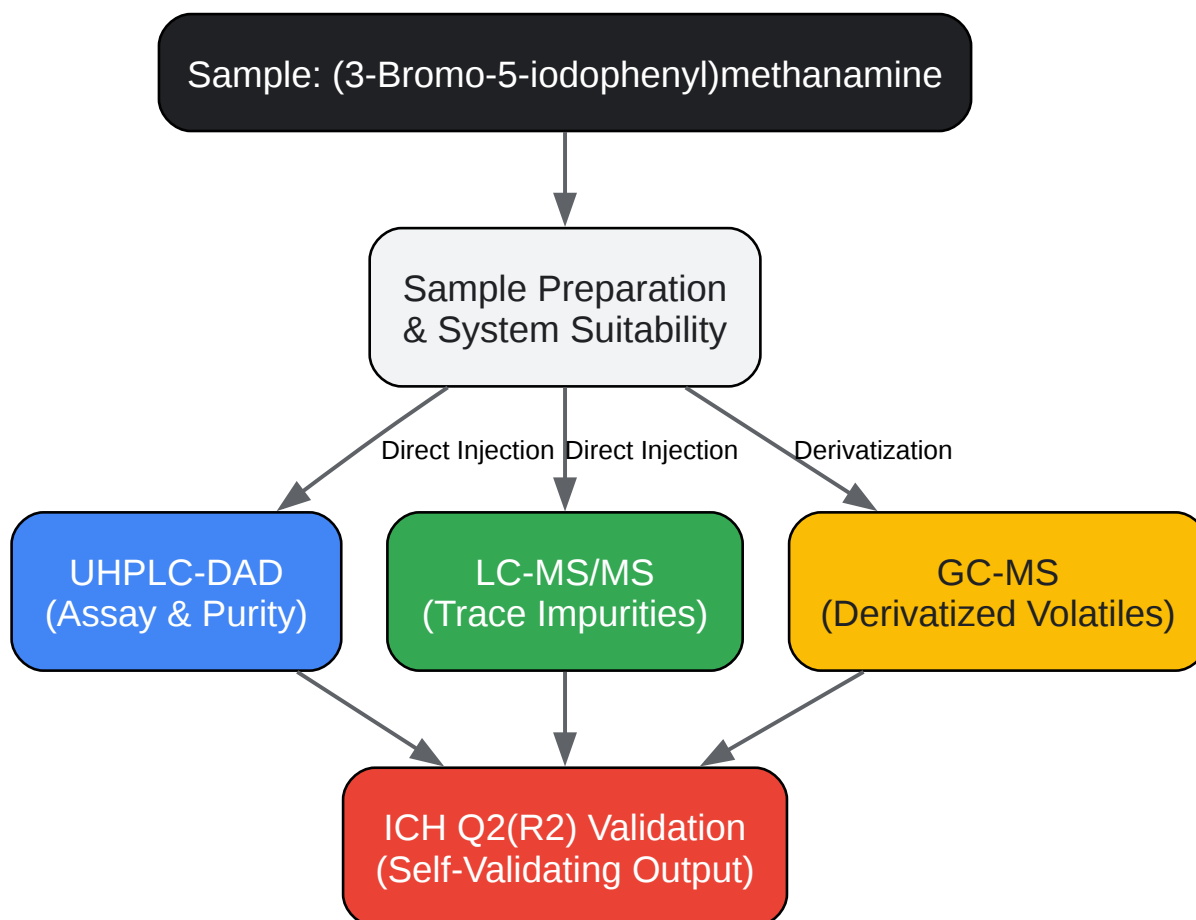 Sample: (3-Bromo-5-iodophenyl)methanamine
Sample Preparation
& System Suitability
Direct Injection
Direct Injection
Derivatization
UHPLC-DAD
(Assay & Purity)
LC-MS/MS
(Trace Impurities)
GC-MS
(Derivatized Volatiles)
ICH Q2(R2) Validation
(Self-Validating Output)